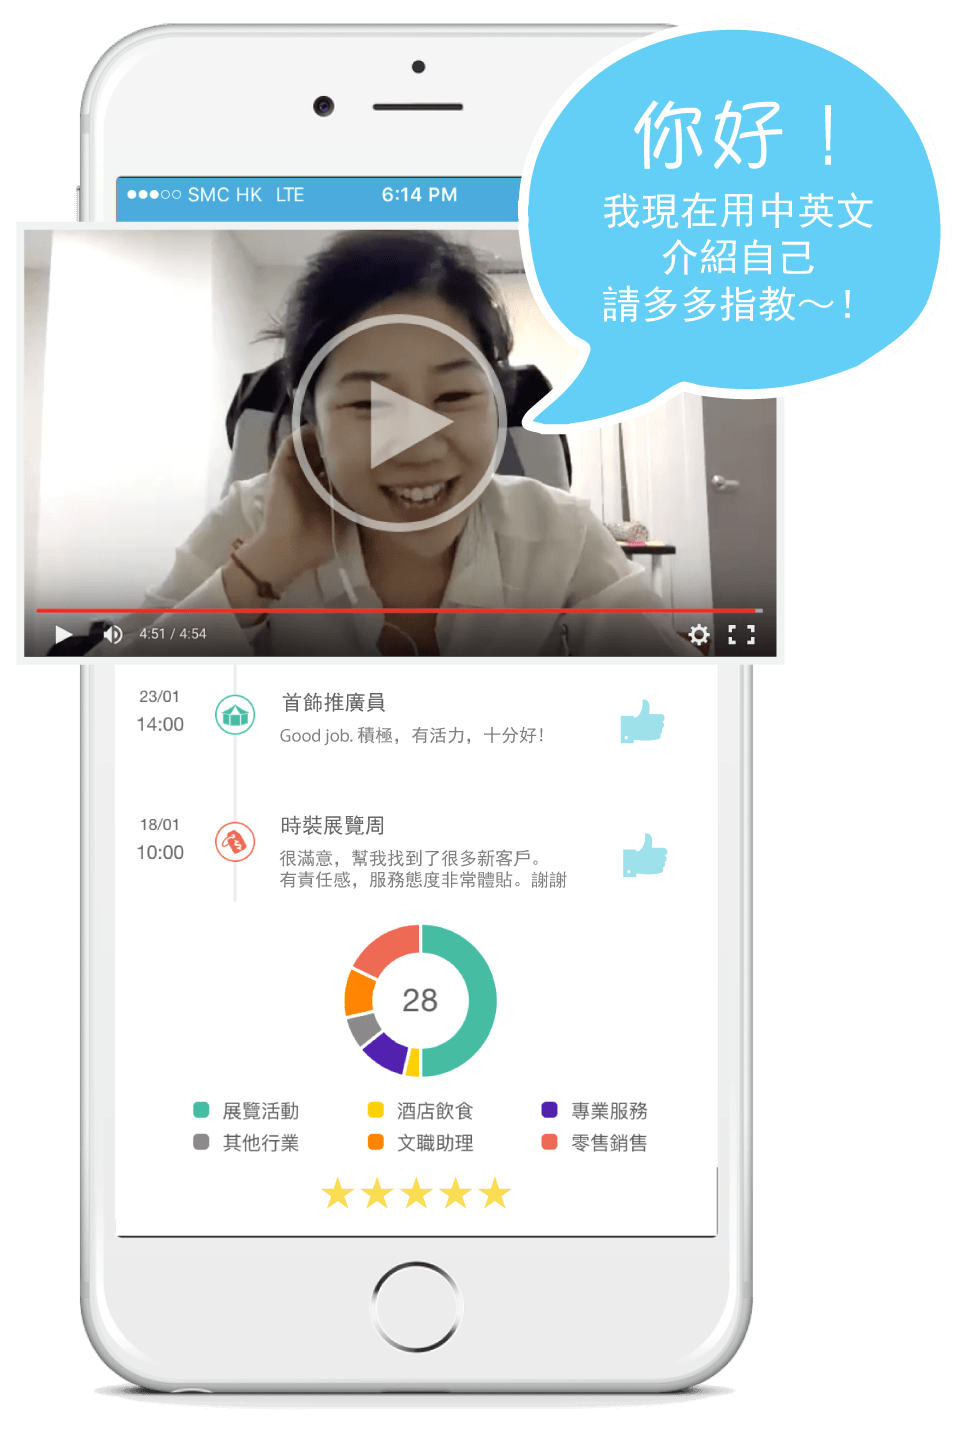 你好！
我現在用中英文
介紹自己
請多多指教～！
SMC HK LTE 6:14 PM
4:51 / 4:54
23/01
14:00
首飾推廣員
Good job. 積極，有活力，十分好！
18/01
10:00
時裝展覽周
很滿意，幫我找到了很多新客戶。
有責任感，服務態度非常體貼。謝謝
28
展覽活動 酒店飲食 專業服務
其他行業 文職助理 零售銷售